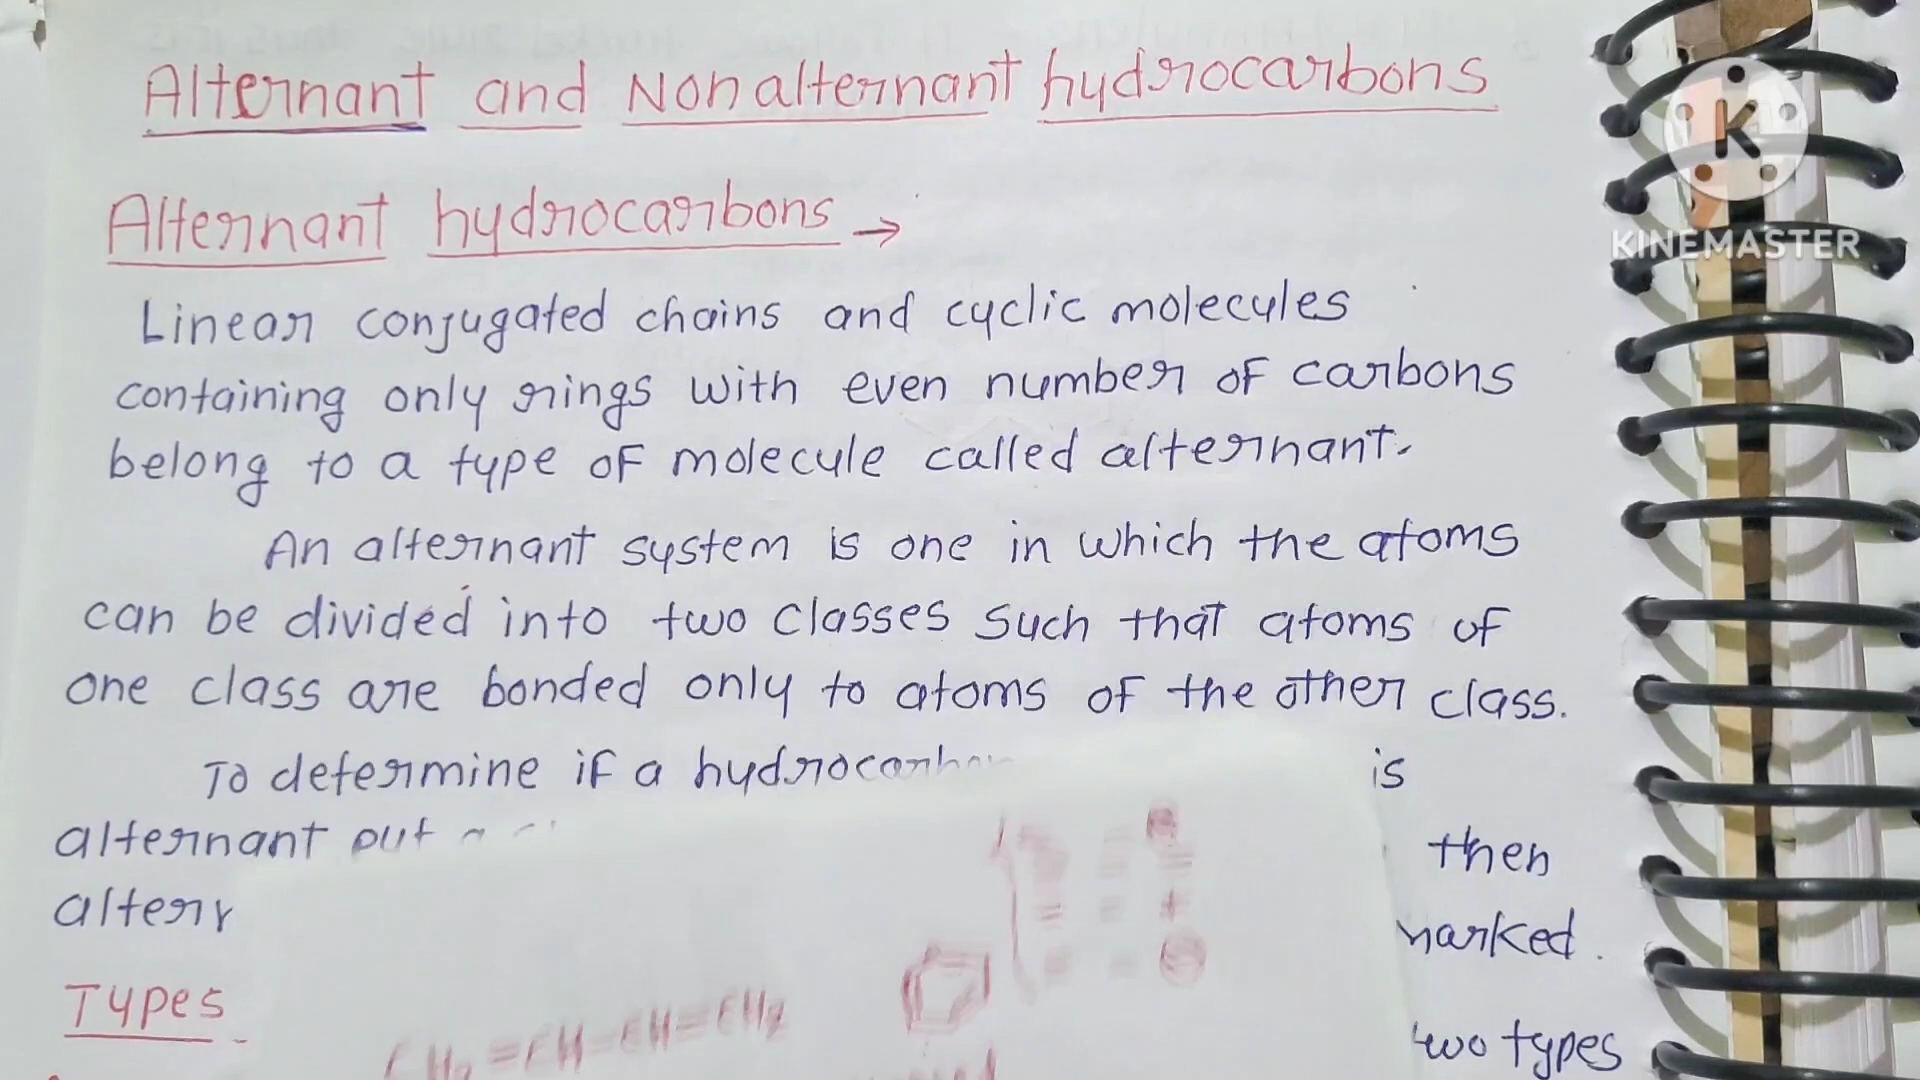 Alternant and Nonalternant hydrocarbons
Alternant hydrocarbons →
Linear conjugated chains and cyclic molecules
containing only rings with even number of carbons
belong to a type of molecule called alternant.
An alternant system is one in which the atoms
can be divided into two classes such that atoms of
one class are bonded only to atoms of the other class.
To determine if a is
alternant put then
marked.
Types
two types
K
KINEMASTER